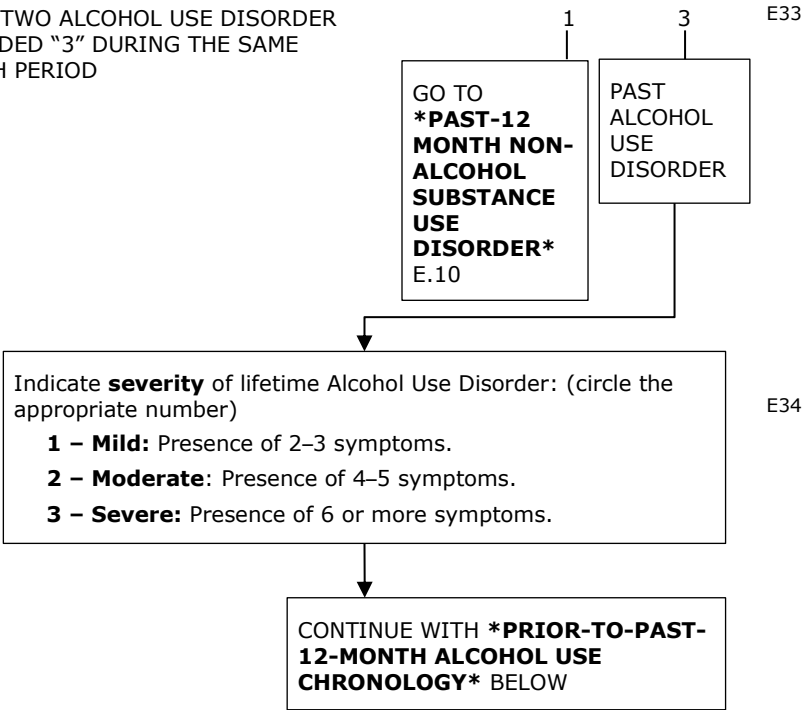 TWO ALCOHOL USE DISORDER
DED “3” DURING THE SAME
PERIOD
1 3 E33
GO TO
*PAST-12
MONTH NON-
ALCOHOL
SUBSTANCE
USE
DISORDER*
E.10
PAST
ALCOHOL
USE
DISORDER
Indicate severity of lifetime Alcohol Use Disorder: (circle the
appropriate number)
E34
1 – Mild: Presence of 2–3 symptoms.
2 – Moderate: Presence of 4–5 symptoms.
3 – Severe: Presence of 6 or more symptoms.
CONTINUE WITH *PRIOR-TO-PAST-
12-MONTH ALCOHOL USE
CHRONOLOGY* BELOW